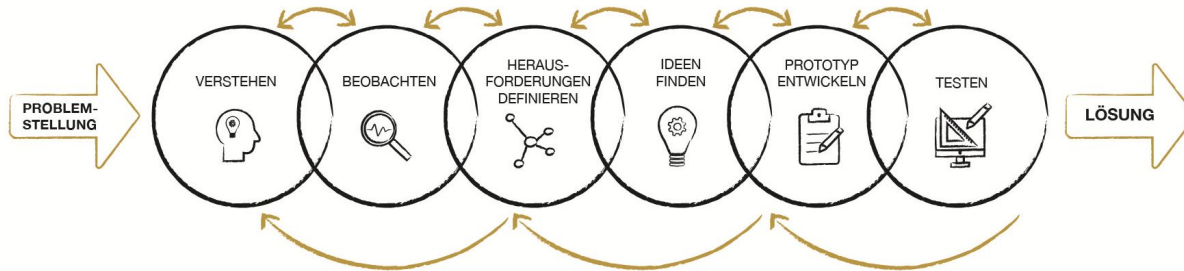 PROBLEM-
STELLUNG
VERSTEHEN
BEOBACHTEN
HERAUS-
FORDERUNGEN
DEFINIEREN
IDEEN
FINDEN
PROTOTYP
ENTWICKELN
TESTEN
LÖSUNG